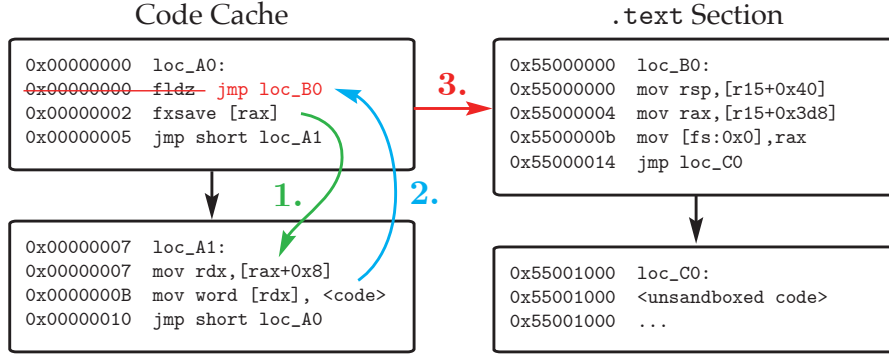 Code Cache
0x00000000 loc_A0:
0x00000000 fldz jmp loc_B0
0x00000002 fxsave [rax]
0x00000005 jmp short loc_A1
1.
2.
3.
0x00000007 loc_A1:
0x00000007 mov rdx,[rax+0x8]
0x0000000B mov word [rdx], <code>
0x00000010 jmp short loc_A0
.text Section
0x55000000 loc_B0:
0x55000000 mov rsp,[r15+0x40]
0x55000004 mov rax,[r15+0x3d8]
0x5500000b mov [fs:0x0],rax
0x55000014 jmp loc_C0
0x55001000 loc_C0:
0x55001000 <unsandboxed code>
0x55001000 ...